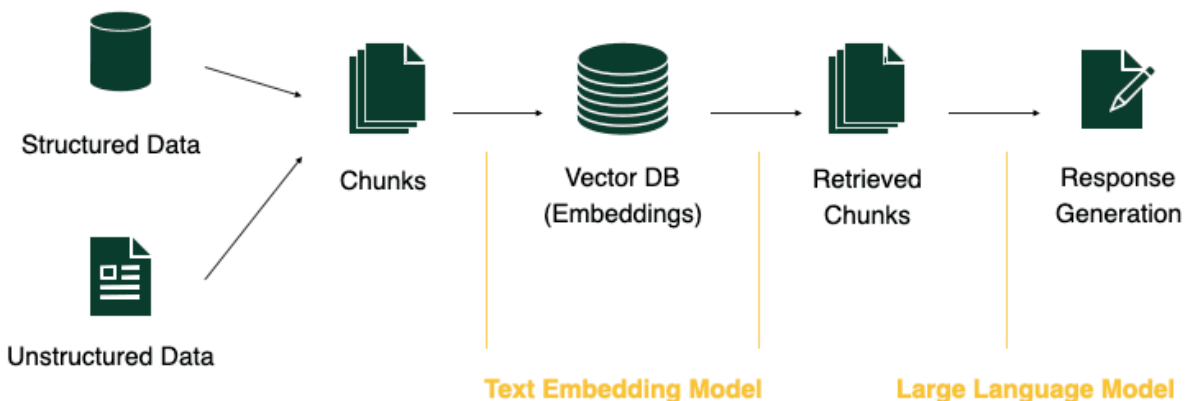 Structured Data
Unstructured Data
Chunks
Vector DB
(Embeddings)
Retrieved
Chunks
Response
Generation
Text Embedding Model
Large Language Model